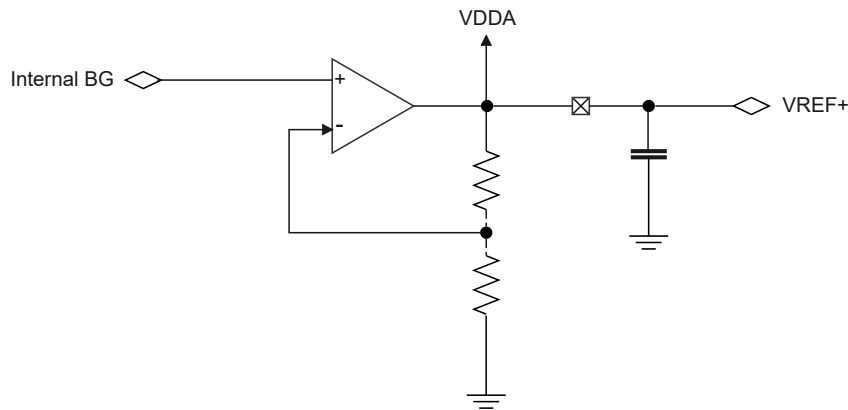 VDDA
Internal BG
+
-
VREF+